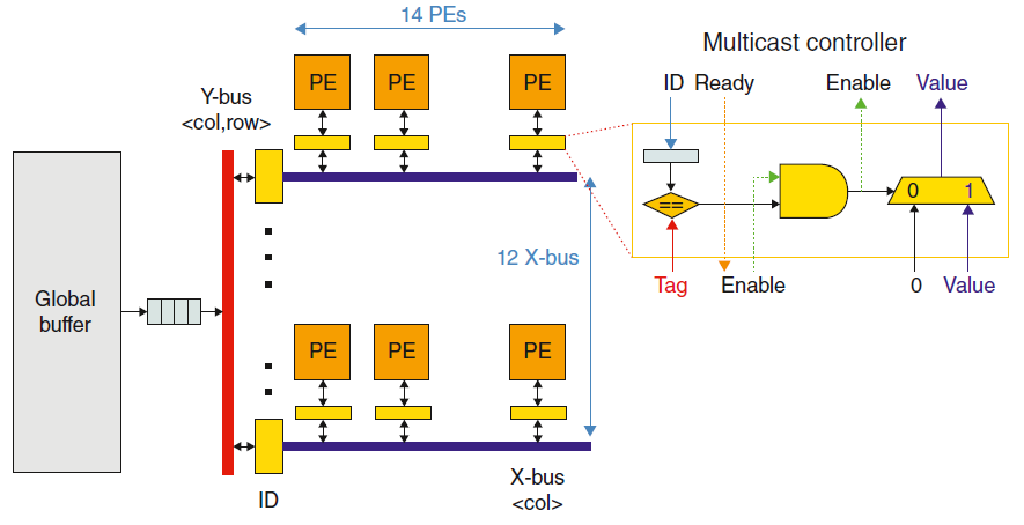 14 PEs
Multicast controller
ID Ready Enable Value
PE PE PE
Y-bus
<col,row>
0 1
==
12 X-bus
Tag Enable 0 Value
Global
buffer
PE PE PE
X-bus
<col>
ID